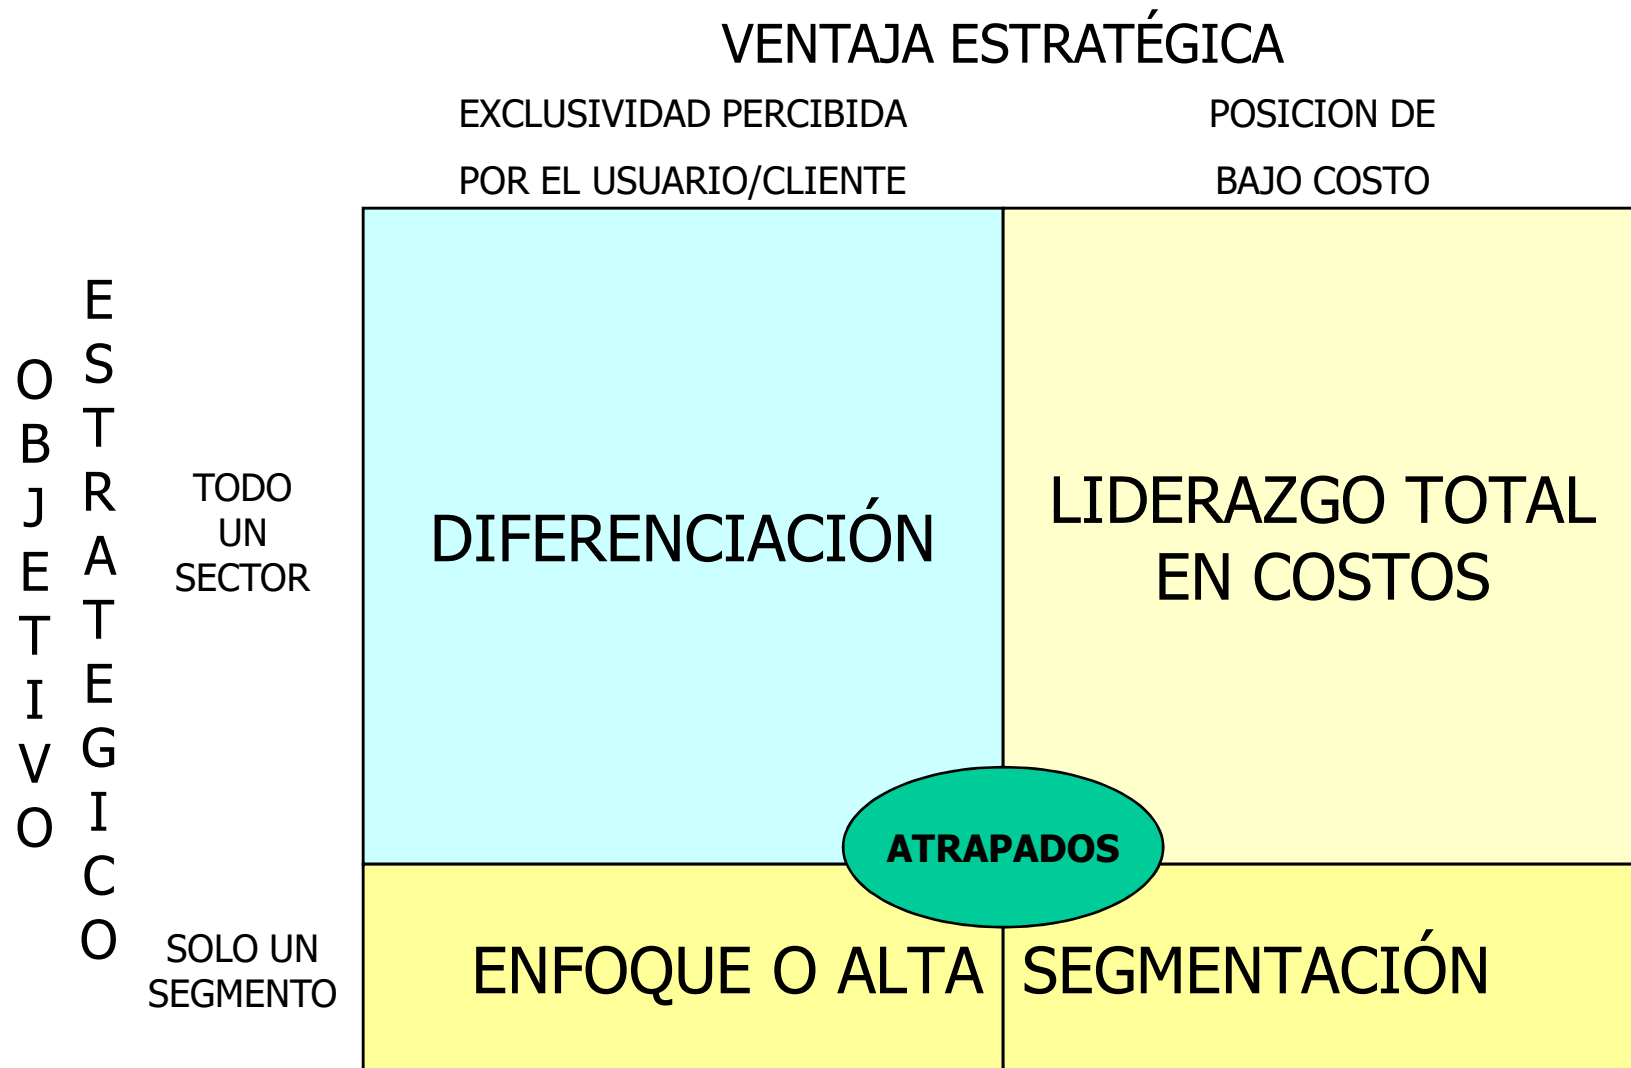 VENTAJA ESTRATÉGICA
EXCLUSIVIDAD PERCIBIDA
POR EL USUARIO/CLIENTE
POSICION DE
BAJO COSTO
OBJETIVO
ESTRATEGICO
TODO
UN
SECTOR
DIFERENCIACIÓN
LIDERAZGO TOTAL
EN COSTOS
ATRAPADOS
SOLO UN
SEGMENTO
ENFOQUE O ALTA SEGMENTACIÓN